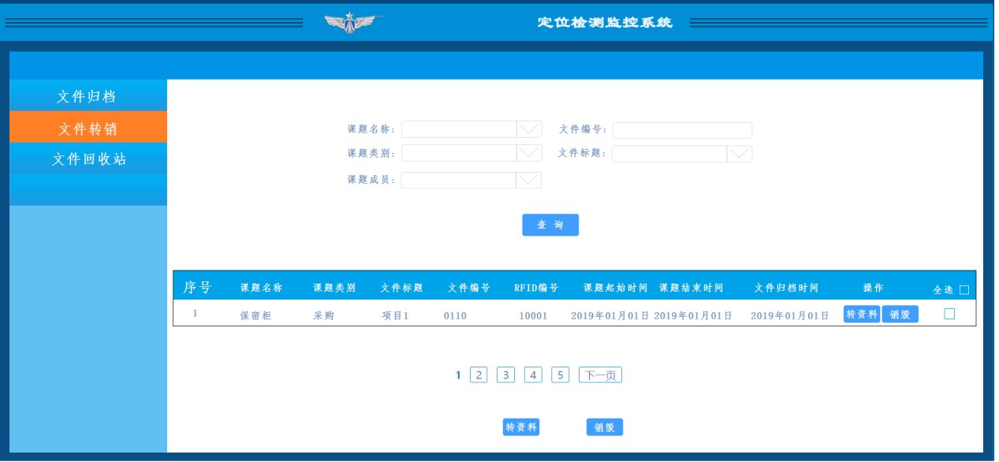 定位检测监控系统
文件归档
文件转销
文件回收站
课题名称：
文件编号：
课题类别：
文件标题：
课题成员：
查 询
序号 课题名称 课题类别 文件标题 文件编号 RFID编号 课题起始时间 课题结束时间 文件归档时间 操作 全选
1 保密柜 采购 项目1 0110 10001 2019年01月01日 2019年01月01日 2019年01月01日 转资料 销毁
1 2 3 4 5 下一页
转资料 销毁